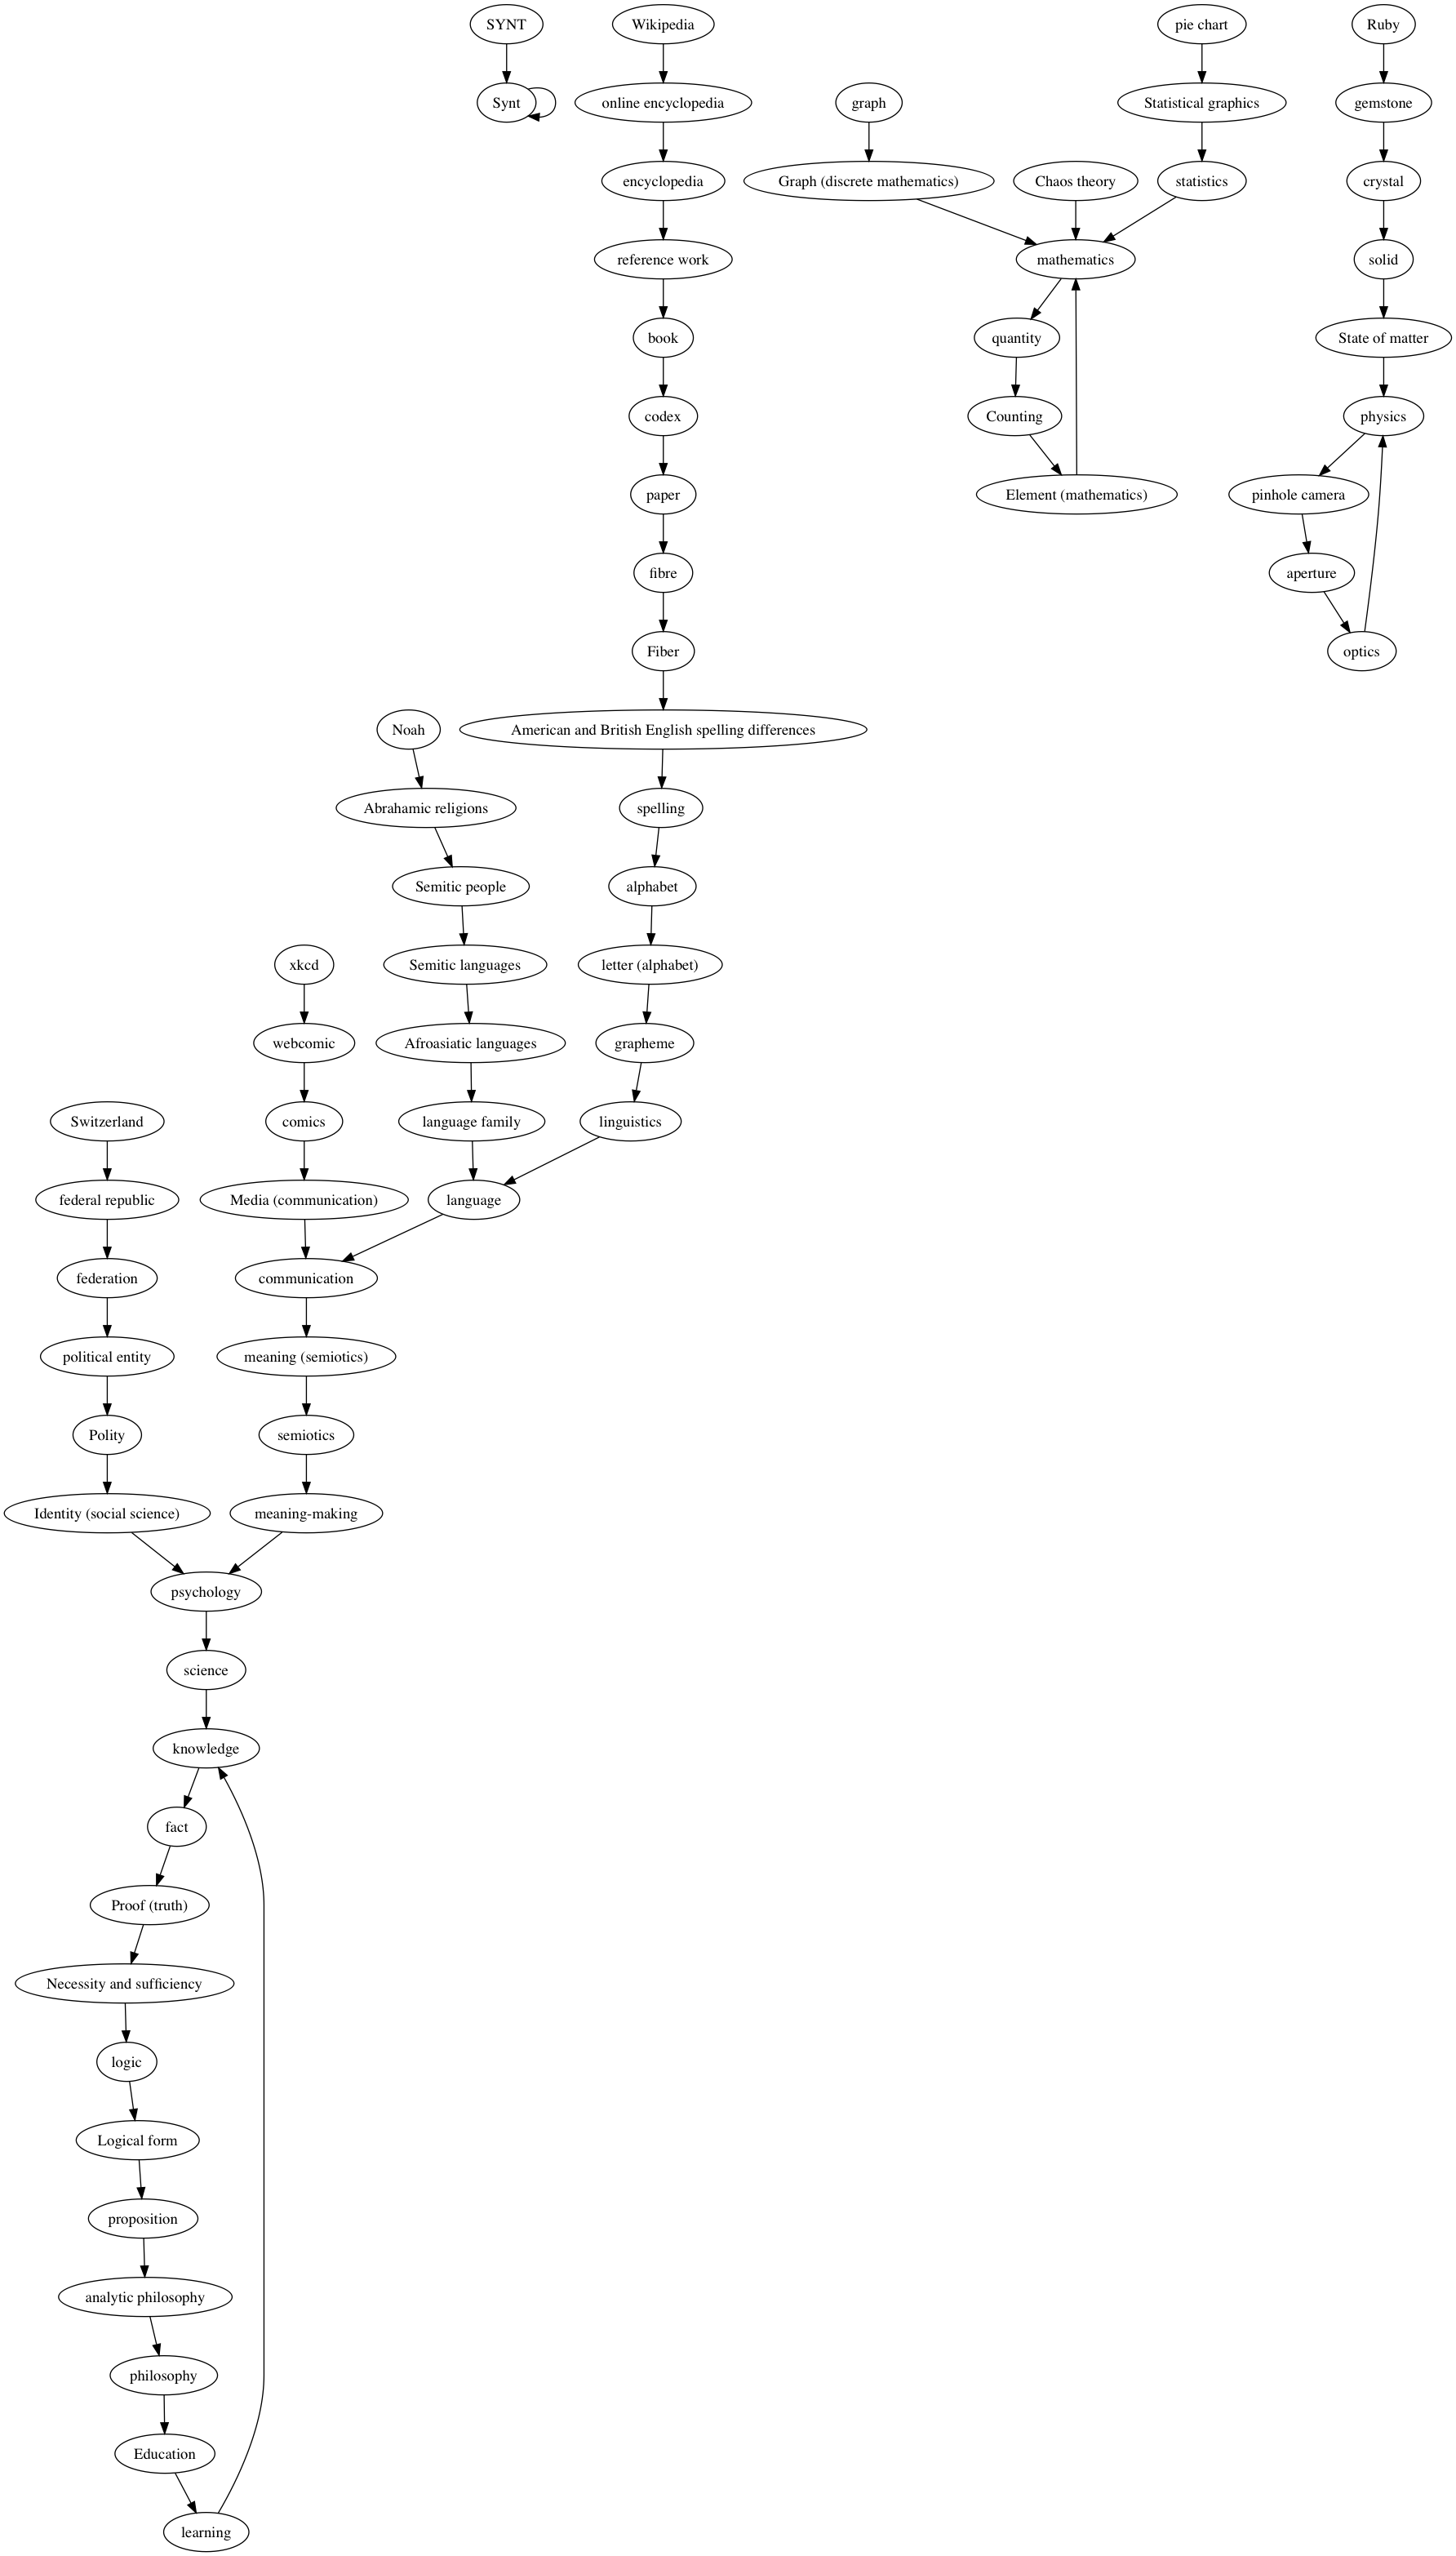 SYNT
Wikipedia
pie chart
Ruby
Synt
online encyclopedia
graph
Statistical graphics
gemstone
encyclopedia
Graph (discrete mathematics)
Chaos theory
statistics
crystal
reference work
mathematics
solid
book
quantity
State of matter
codex
Counting
physics
paper
Element (mathematics)
pinhole camera
fibre
aperture
Fiber
optics
Noah
American and British English spelling differences
Abrahamic religions
spelling
Semitic people
alphabet
xkcd
Semitic languages
letter (alphabet)
webcomic
Afroasiatic languages
grapheme
Switzerland
comics
language family
linguistics
federal republic
Media (communication)
language
federation
communication
political entity
meaning (semiotics)
Polity
semiotics
Identity (social science)
meaning-making
psychology
science
knowledge
fact
Proof (truth)
Necessity and sufficiency
logic
Logical form
proposition
analytic philosophy
philosophy
Education
learning